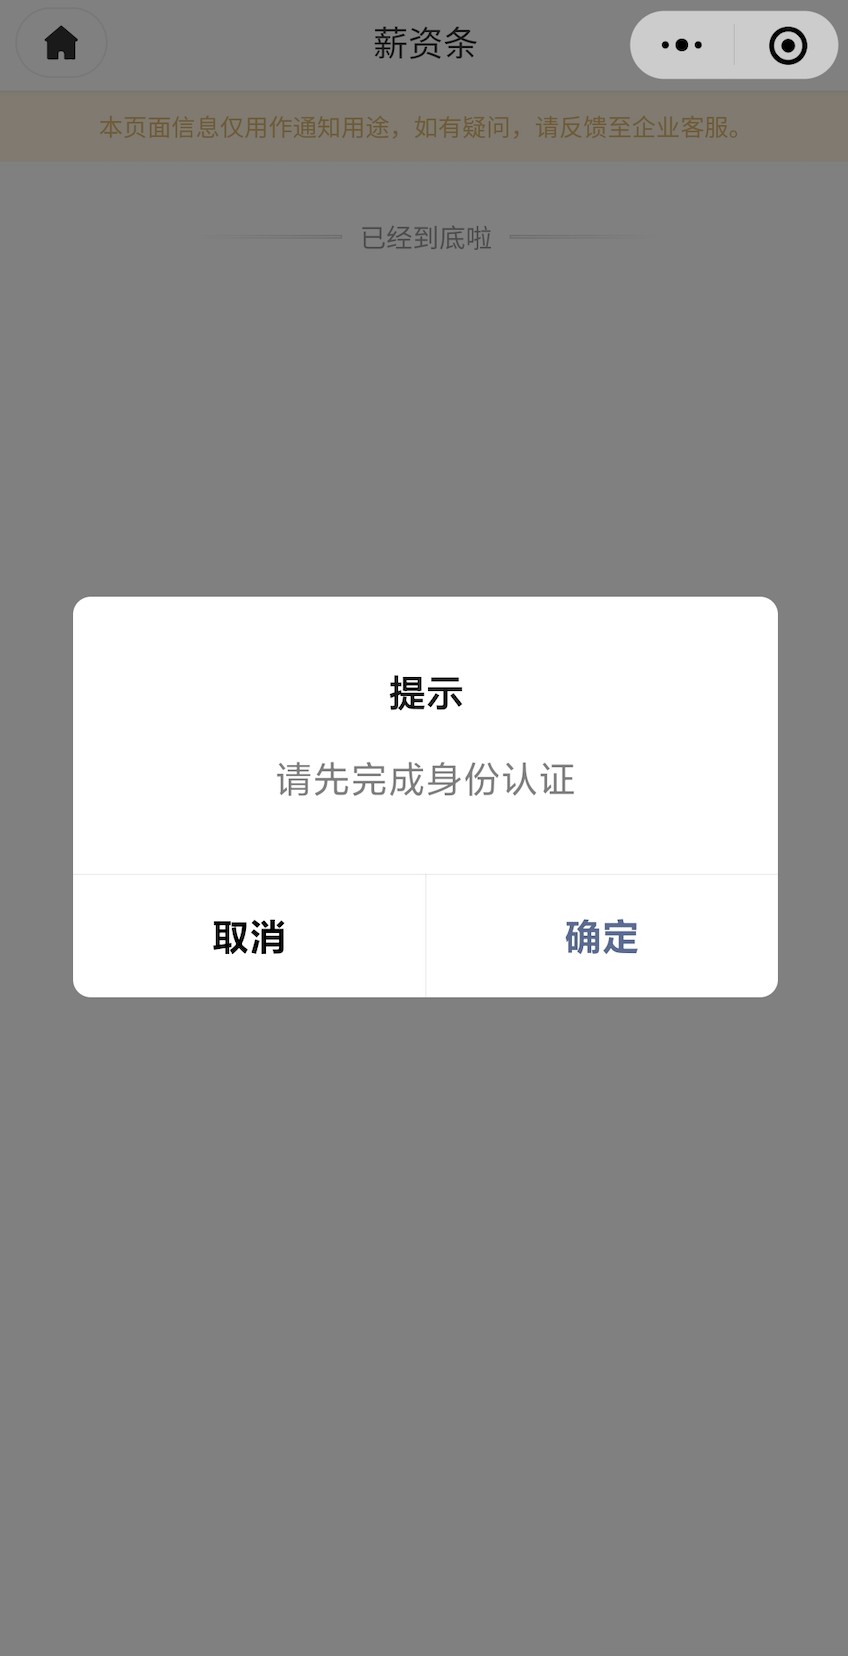 薪资条
本页面信息仅用作通知用途，如有疑问，请反馈至企业客服。
已经到底啦
提示
请先完成身份认证
取消
确定